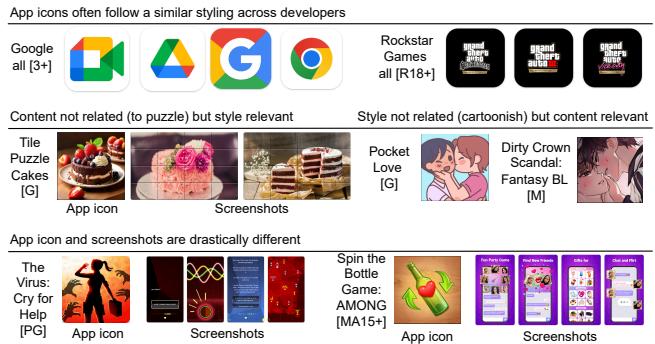 App icons often follow a similar styling across developers
Google
all [3+]
Rockstar
Games
all [R18+]
grand
theft
auto
grand
theft
auto III
grand
theft
auto
Content not related (to puzzle) but style relevant
Style not related (cartoonish) but content relevant
Tile
Puzzle
Cakes
[G]
App icon
Screenshots
Pocket
Love
[G]
Dirty Crown
Scandal:
Fantasy BL
[M]
App icon and screenshots are drastically different
The
Virus:
Cry for
Help
[PG]
App icon
Screenshots
Spin the
Bottle
Game:
AMONG
[MA15+]
App icon
Fun Party Game
Find New Friends
Gifts for
Chat and Flirt
Screenshots